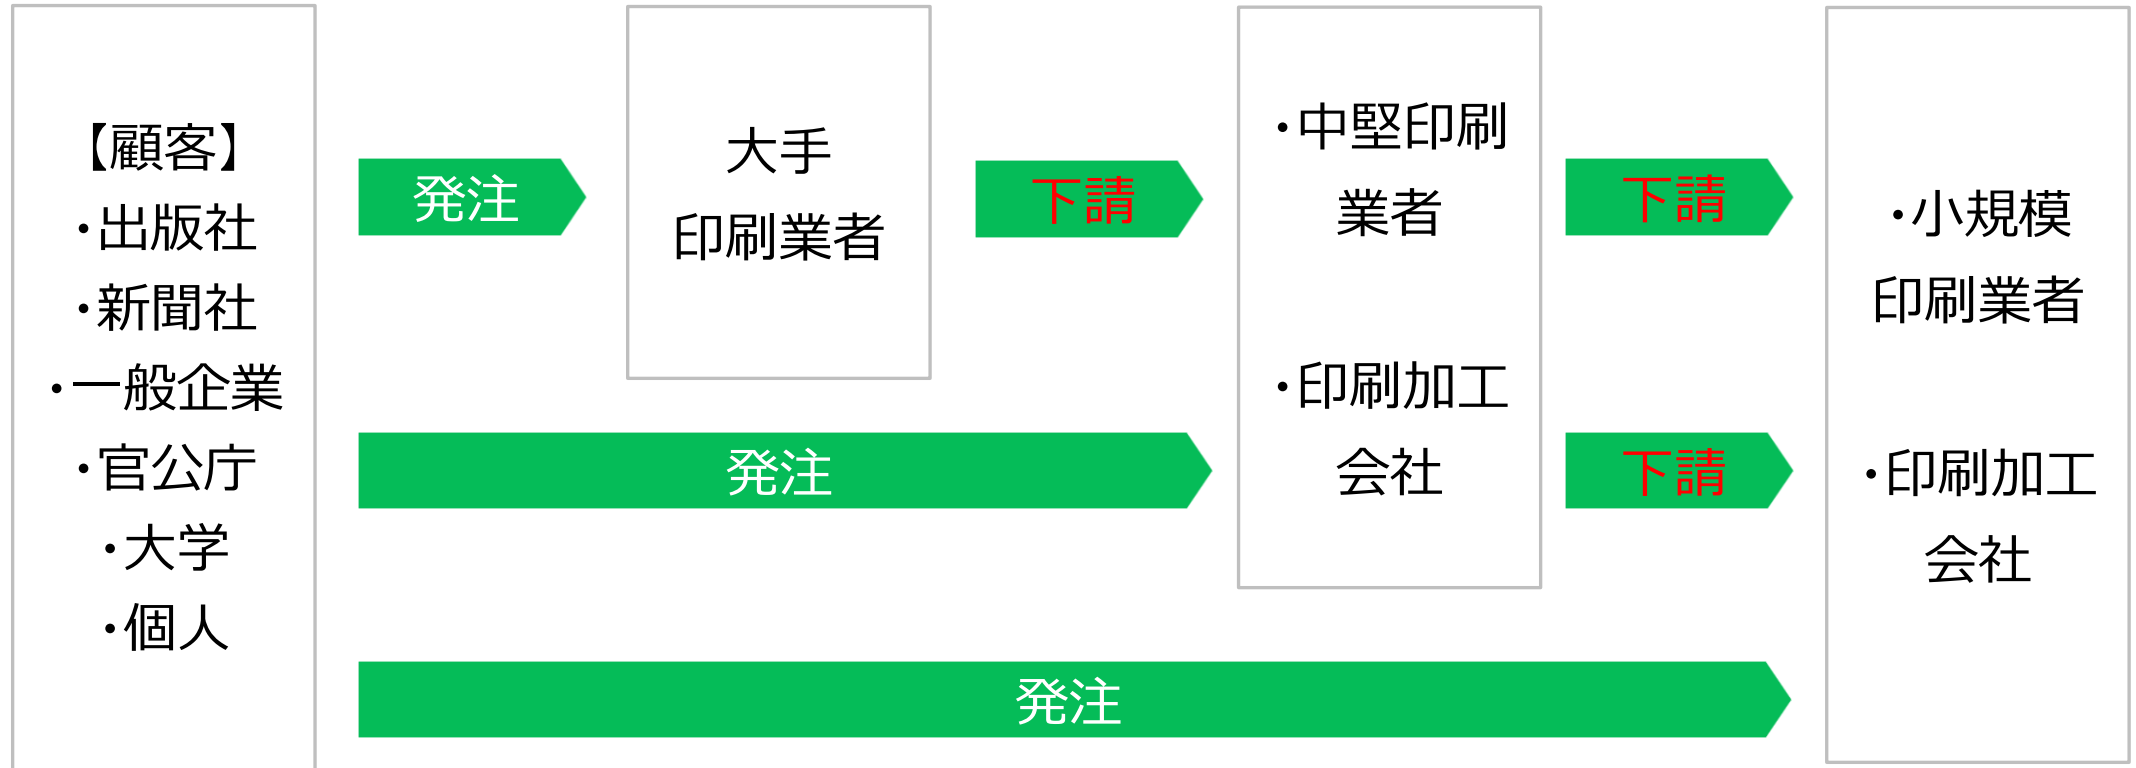 【顧客】
・出版社
・新聞社
・一般企業
・官公庁
・大学
・個人
発注
大手
印刷業者
下請
・中堅印刷
業者
・印刷加工
会社
下請
・小規模
印刷業者
・印刷加工
会社
発注
下請
発注